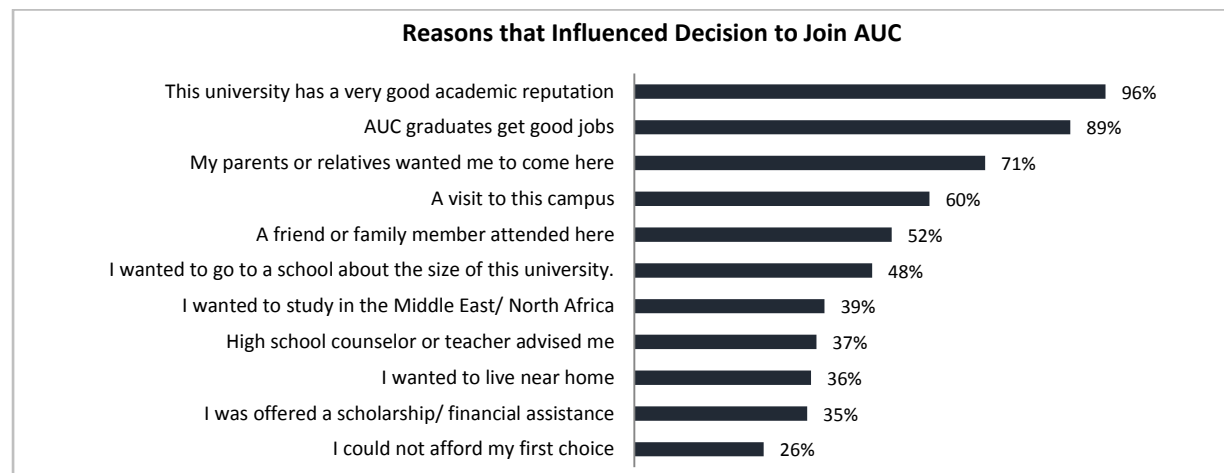 Reasons that Influenced Decision to Join AUC
This university has a very good academic reputation 96%
AUC graduates get good jobs 89%
My parents or relatives wanted me to come here 71%
A visit to this campus 60%
A friend or family member attended here 52%
I wanted to go to a school about the size of this university. 48%
I wanted to study in the Middle East/ North Africa 39%
High school counselor or teacher advised me 37%
I wanted to live near home 36%
I was offered a scholarship/ financial assistance 35%
I could not afford my first choice 26%